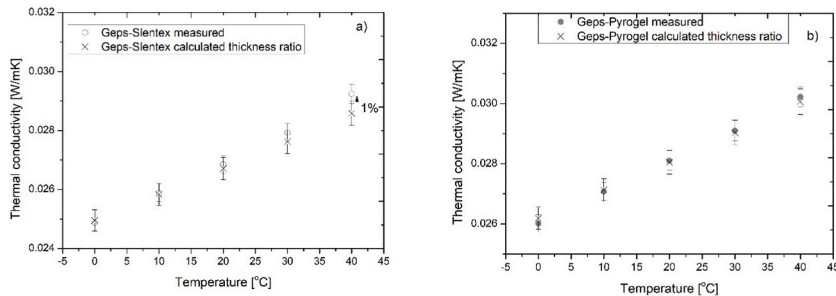 0.032
Geps-Slentex measured
Geps-Slentex calculated thickness ratio
a)
0.030
1%
0.028
0.026
0.024
Thermal conductivity [W/mK]
-5 0 5 10 15 20 25 30 35 40 45
Temperature [°C]
0.032
Geps-Pyrogel measured
Geps-Pyrogel calculated thickness ratio
b)
0.030
0.028
0.026
Thermal conductivity [W/mK]
-5 0 5 10 15 20 25 30 35 40 45
Temperature [°C]